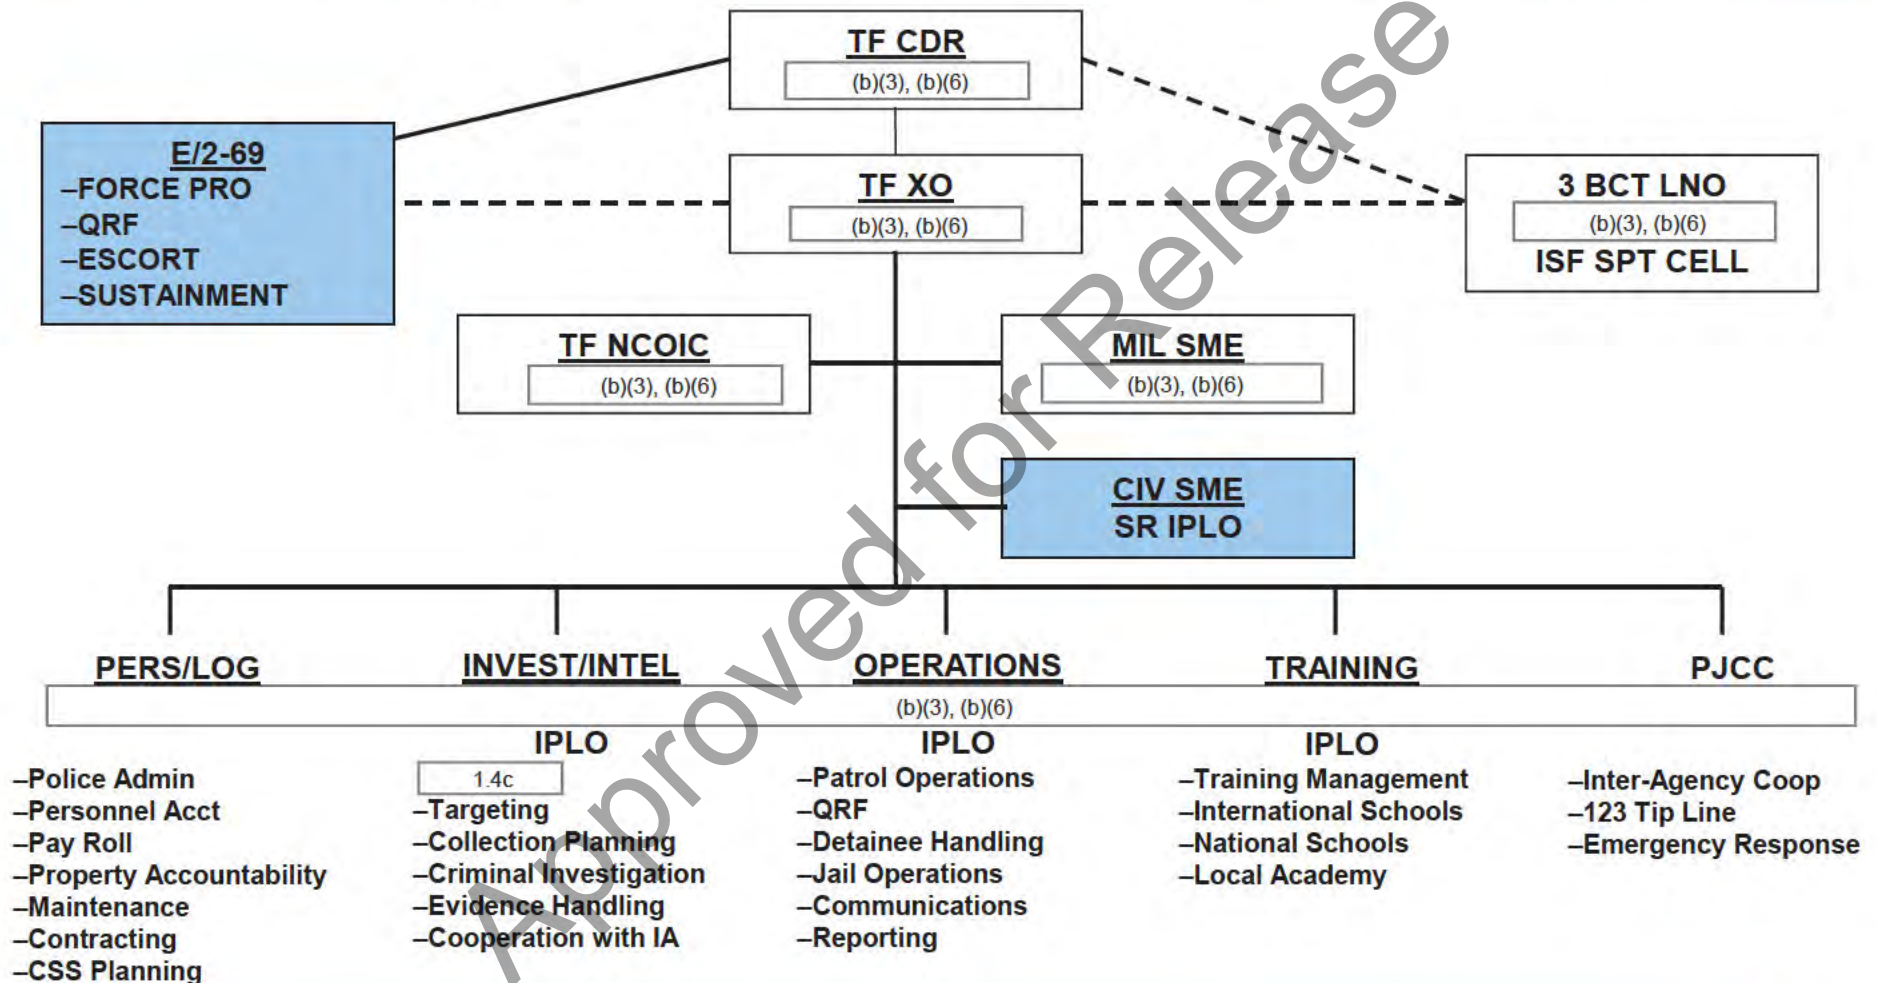 TF CDR
(b)(3), (b)(6)
E/2-69
–FORCE PRO
–QRF
–ESCORT
–SUSTAINMENT
TF XO
(b)(3), (b)(6)
3 BCT LNO
(b)(3), (b)(6)
ISF SPT CELL
TF NCOIC
(b)(3), (b)(6)
MIL SME
(b)(3), (b)(6)
CIV SME
SR IPLO
PERS/LOG
INVEST/INTEL
OPERATIONS
TRAINING
PJCC
(b)(3), (b)(6)
–Police Admin
–Personnel Acct
–Pay Roll
–Property Accountability
–Maintenance
–Contracting
–CSS Planning
IPLO
1.4c
–Targeting
–Collection Planning
–Criminal Investigation
–Evidence Handling
–Cooperation with IA
IPLO
–Patrol Operations
–QRF
–Detainee Handling
–Jail Operations
–Communications
–Reporting
IPLO
–Training Management
–International Schools
–National Schools
–Local Academy
–Inter-Agency Coop
–123 Tip Line
–Emergency Response
Approved for Release